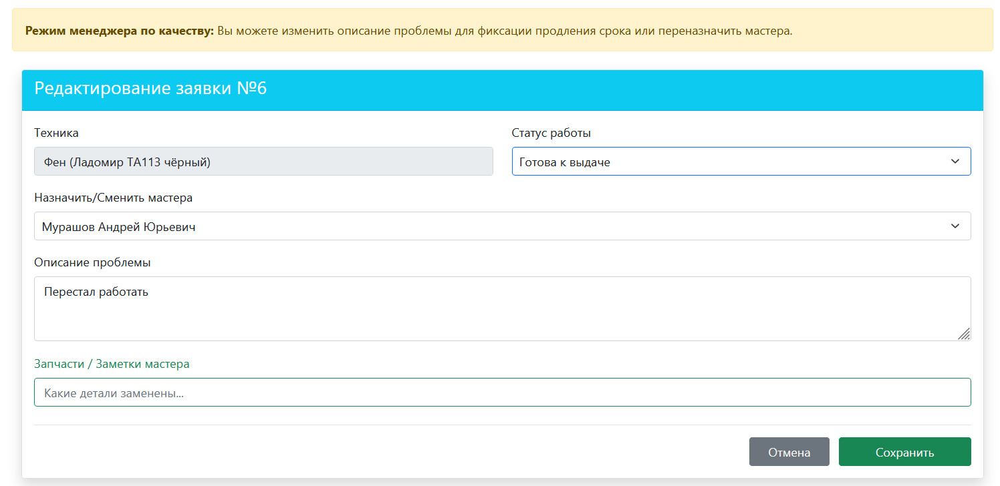 Режим менеджера по качеству: Вы можете изменить описание проблемы для фиксации продления срока или переназначить мастера.
Редактирование заявки №6
Техника
Статус работы
Фен (Ладомир ТА113 чёрный)
Готова к выдаче
Назначить/Сменить мастера
Мурашов Андрей Юрьевич
Описание проблемы
Перестал работать
Запчасти / Заметки мастера
Какие детали заменены...
Отмена
Сохранить